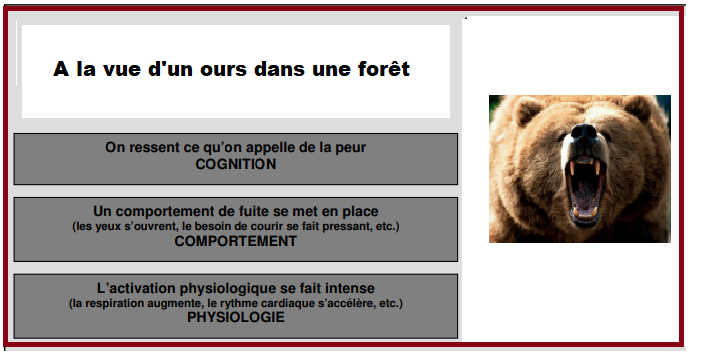 A la vue d'un ours dans une forêt
On ressent ce qu'on appelle de la peur
COGNITION
Un comportement de fuite se met en place
(les yeux s'ouvrent, le besoin de courir se fait pressant, etc.)
COMPORTEMENT
L'activation physiologique se fait intense
(la respiration augmente, le rythme cardiaque s'accélère, etc.)
PHYSIOLOGIE